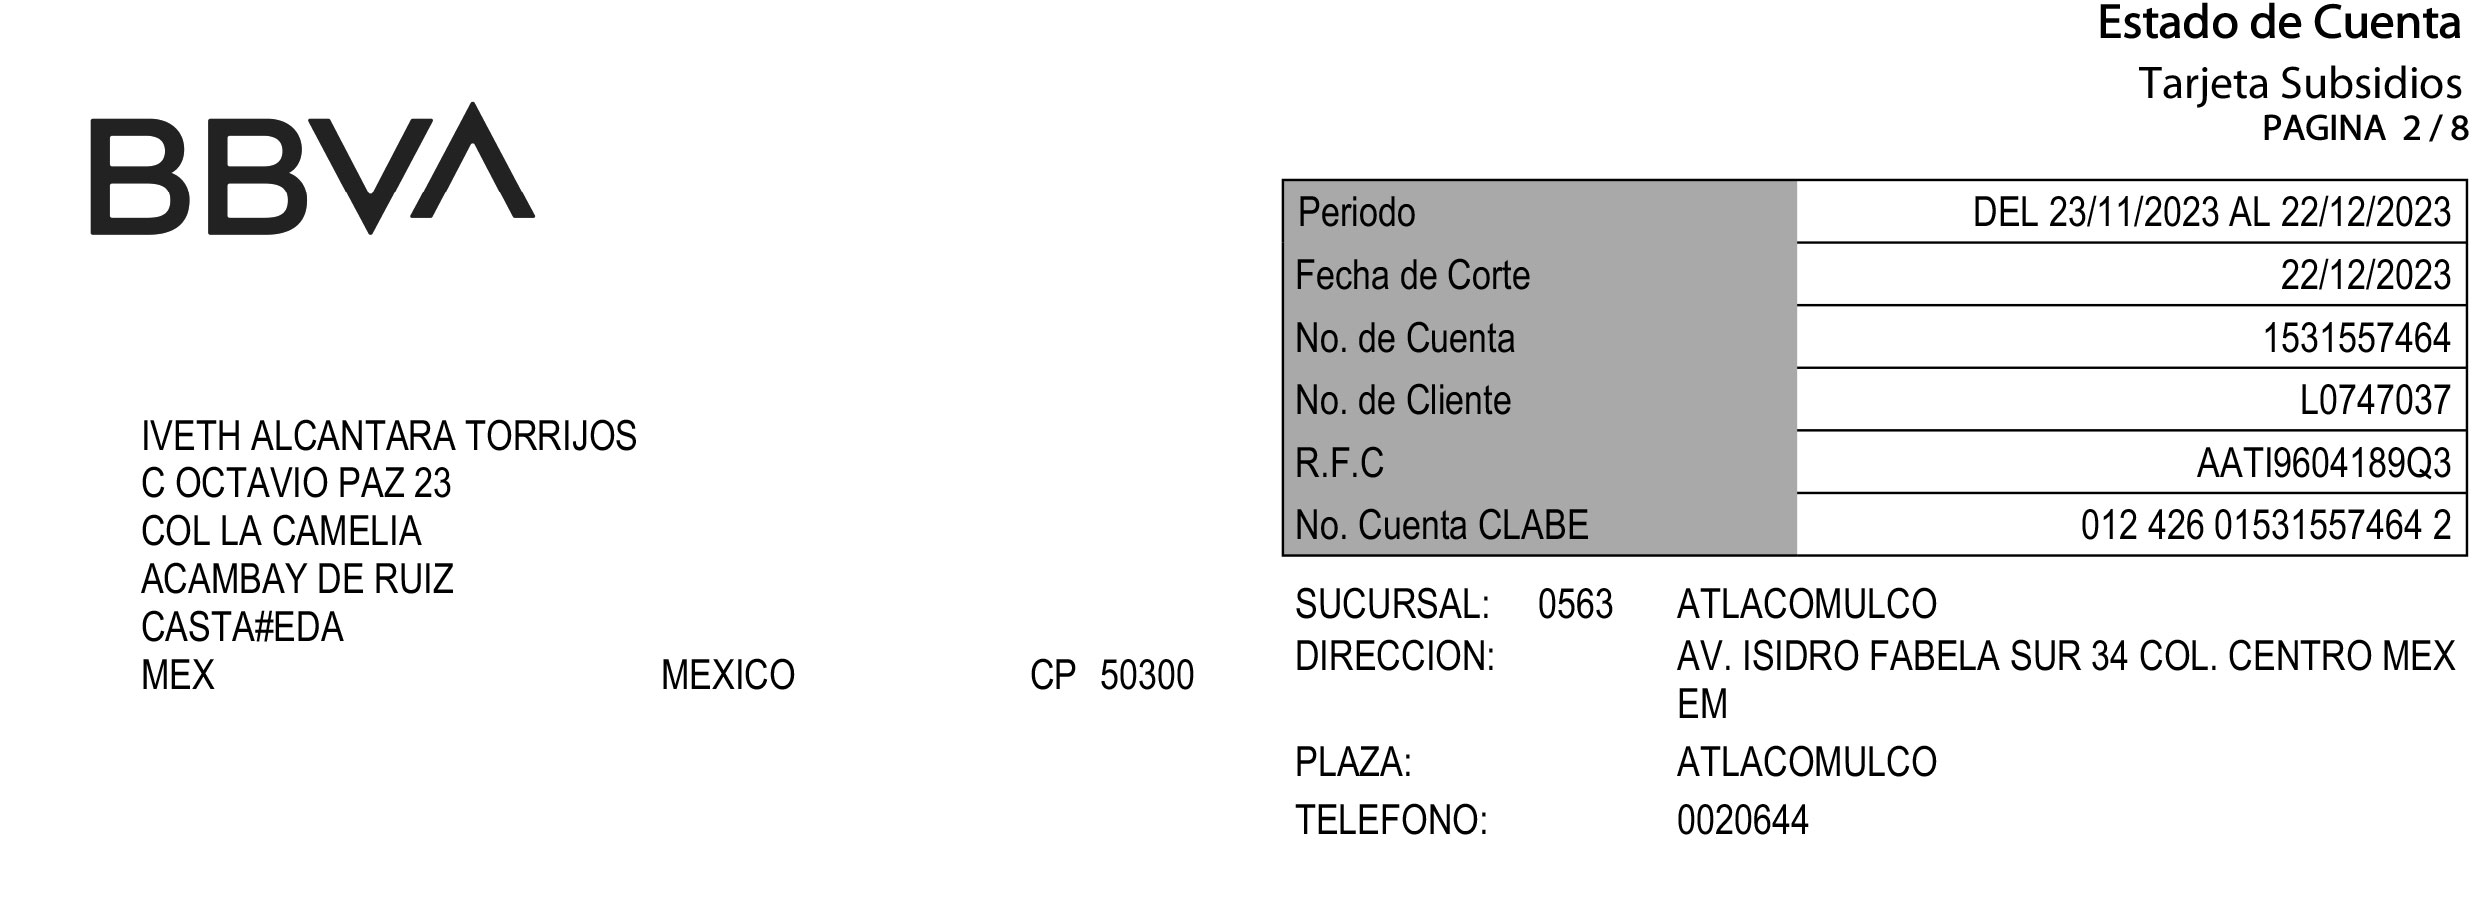 Estado de Cuenta
Tarjeta Subsidios
PAGINA 2 / 8
BBVA
Periodo DEL 23/11/2023 AL 22/12/2023
Fecha de Corte 22/12/2023
No. de Cuenta 1531557464
No. de Cliente L0747037
R.F.C AATI9604189Q3
No. Cuenta CLABE 012 426 01531557464 2
IVETH ALCANTARA TORRIJOS
C OCTAVIO PAZ 23
COL LA CAMELIA
ACAMBAY DE RUIZ
CASTA#EDA
MEX MEXICO CP 50300
SUCURSAL: 0563 ATLACOMULCO
DIRECCION: AV. ISIDRO FABELA SUR 34 COL. CENTRO MEX
EM
PLAZA: ATLACOMULCO
TELEFONO: 0020644